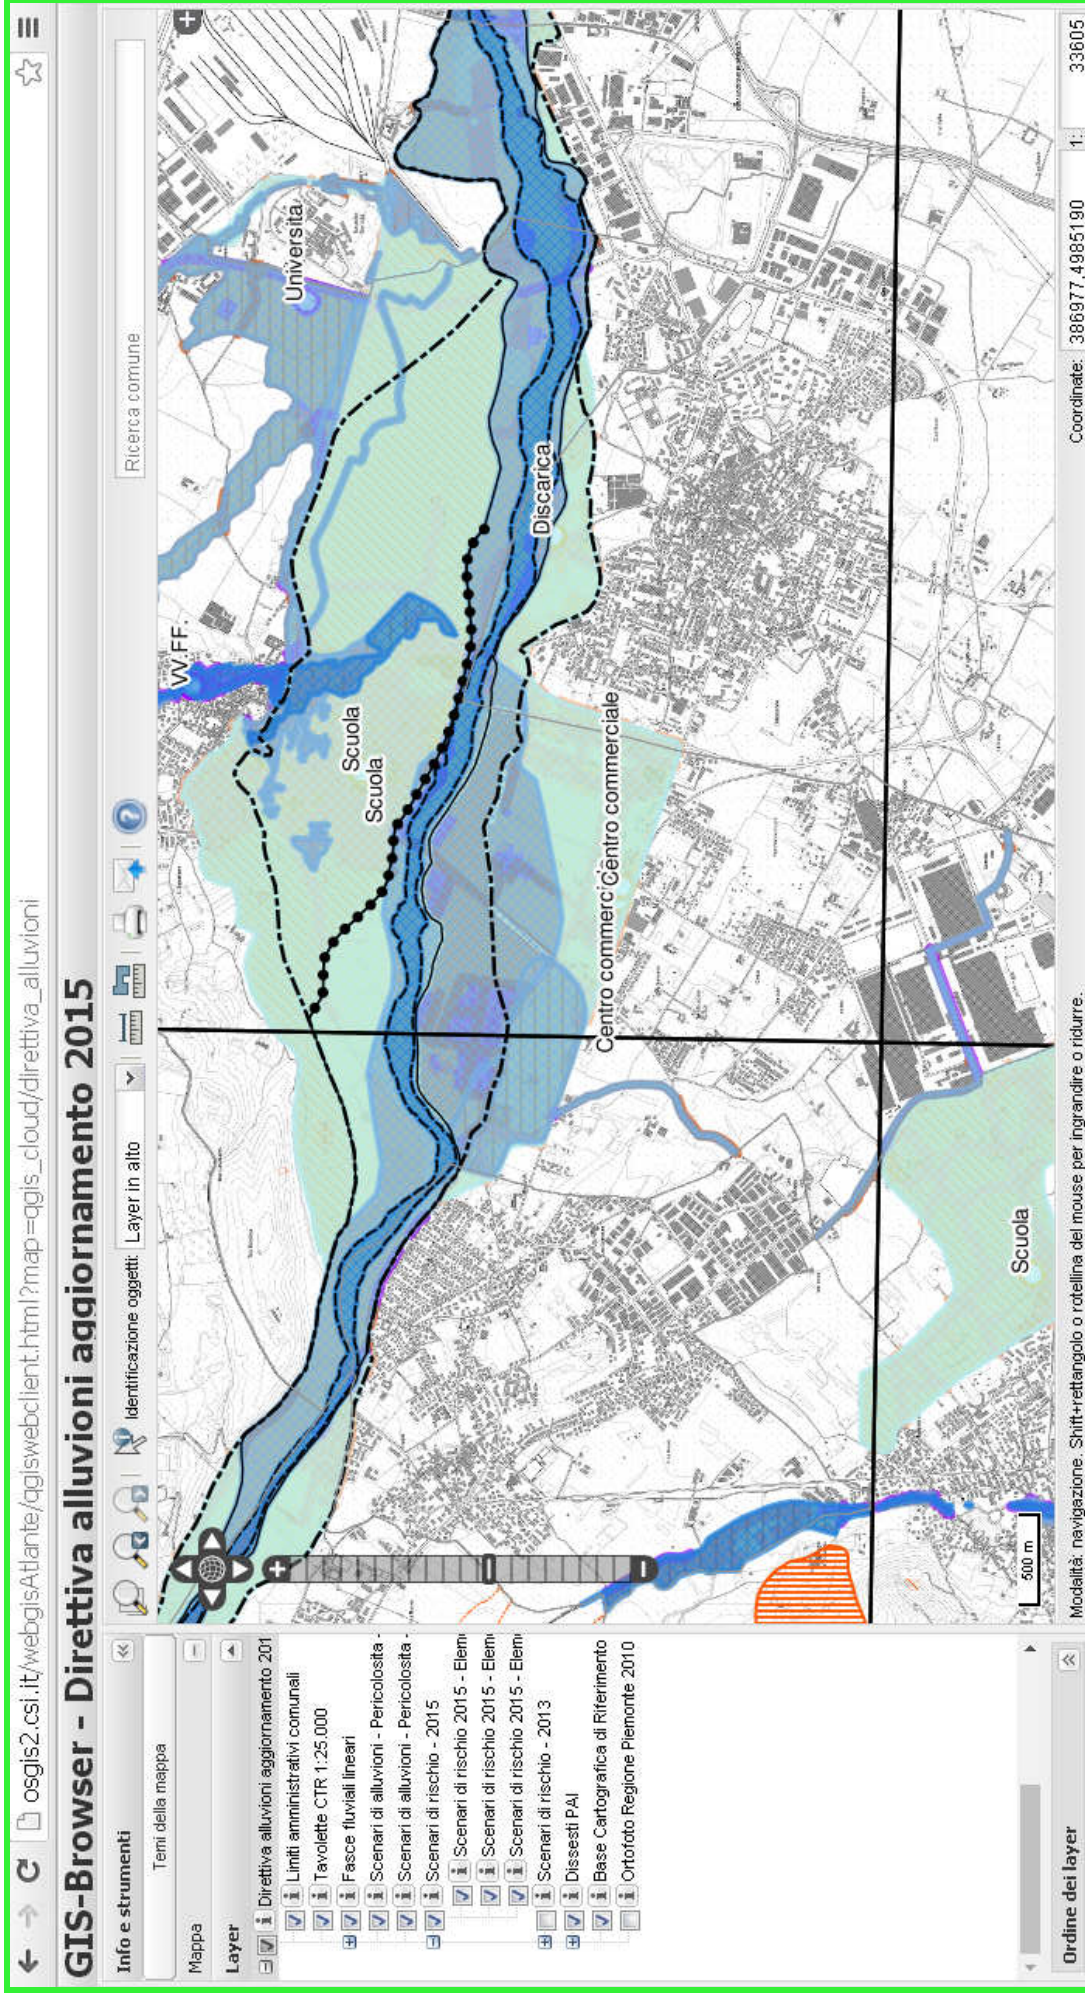 osgis2.csi.it/webgisAtlante/qgiswebclient.html?map=qgis_cloud/direttiva_alluvioni
GIS-Browser - Direttiva alluvioni aggiornamento 2015
Info e strumenti
Temi della mappa
Mappa
Layer
Direttiva alluvioni aggiornamento 201
Limiti amministrativi comunali
Tavolette CTR 1:25.000
Fasce fluviali lineari
Scenari di alluvioni - Pericolosita -
Scenari di alluvioni - Pericolosita -
Scenari di rischio - 2015
Scenari di rischio 2015 - Elem
Scenari di rischio 2015 - Elem
Scenari di rischio 2015 - Elem
Scenari di rischio - 2013
Dissesti PAI
Base Cartografica di Riferimento
Ortofoto Regione Piemonte 2010
Ordine dei layer
Identificazione oggetti:
Layer in alto
Ricerca comune
VV.FF.
Università
Scuola
Scuola
Discarica
Centro commerc
Centro commerciale
Scuola
500 m
Modalità: navigazione. Shift+rettangolo o rotellina del mouse per ingrandire o ridurre.
Coordinate: 386977,4985190
1: 33605